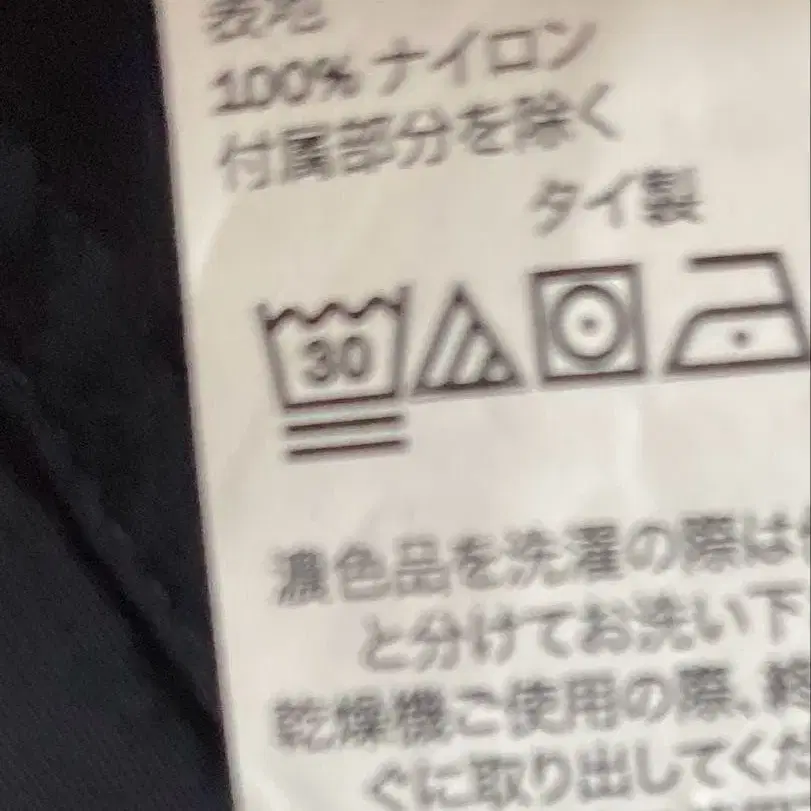 表地
100% ナイロン
付属部分を除く
タイ製
30
濃色品を洗濯の際は
と分けてお洗い下
乾燥機ご使用の際、終
ぐに取り出してくだ